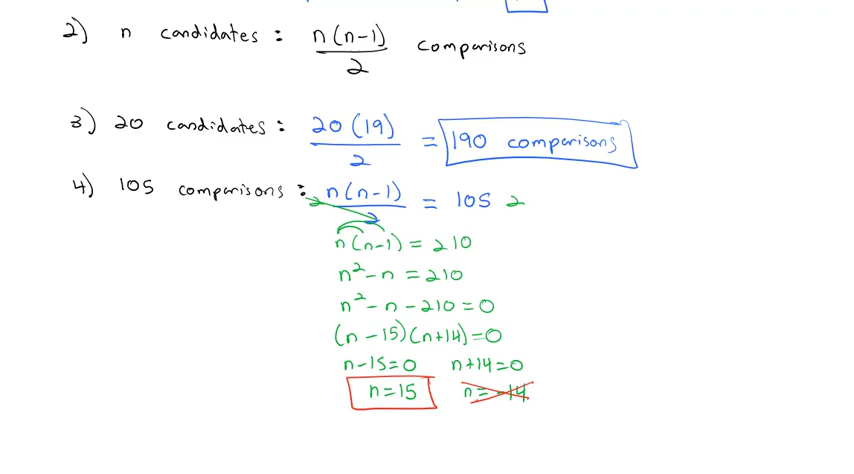 2) n candidates : n(n-1)/2 comparisons
3) 20 candidates : 20(19)/2 = 190 comparisons
4) 105 comparisons : 2 n(n-1)/2 = 105 2
n(n-1) = 210
n² - n = 210
n² - n - 210 = 0
(n - 15)(n + 14) = 0
n - 15 = 0 n + 14 = 0
n = 15 n = -14